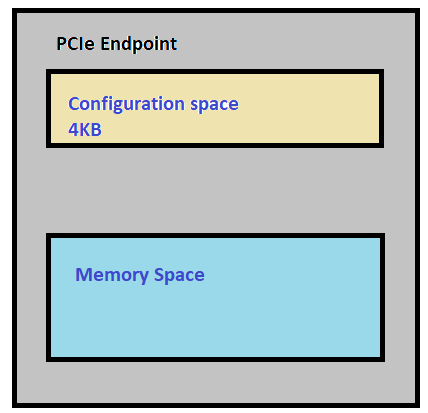 PCIe Endpoint
Configuration space
4KB
Memory Space